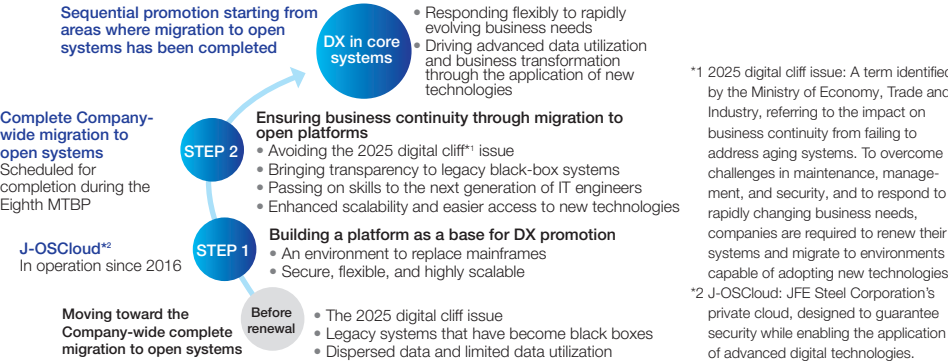 Sequential promotion starting from
areas where migration to open
systems has been completed
DX in core
systems
• Responding flexibly to rapidly
evolving business needs
• Driving advanced data utilization
and business transformation
through the application of new
technologies
Complete Company-
wide migration to
open systems
Scheduled for
completion during the
Eighth MTBP
STEP 2
Ensuring business continuity through migration to
open platforms
• Avoiding the 2025 digital cliff*1 issue
• Bringing transparency to legacy black-box systems
• Passing on skills to the next generation of IT engineers
• Enhanced scalability and easier access to new technologies
J-OSCloud*2
In operation since 2016
STEP 1
Building a platform as a base for DX promotion
• An environment to replace mainframes
• Secure, flexible, and highly scalable
Moving toward the
Company-wide complete
migration to open systems
Before
renewal
• The 2025 digital cliff issue
• Legacy systems that have become black boxes
• Dispersed data and limited data utilization
*1 2025 digital cliff issue: A term identified
by the Ministry of Economy, Trade and
Industry, referring to the impact on
business continuity from failing to
address aging systems. To overcome
challenges in maintenance, manage-
ment, and security, and to respond to
rapidly changing business needs,
companies are required to renew their
systems and migrate to environments
capable of adopting new technologies
*2 J-OSCloud: JFE Steel Corporation's
private cloud, designed to guarantee
security while enabling the application
of advanced digital technologies.